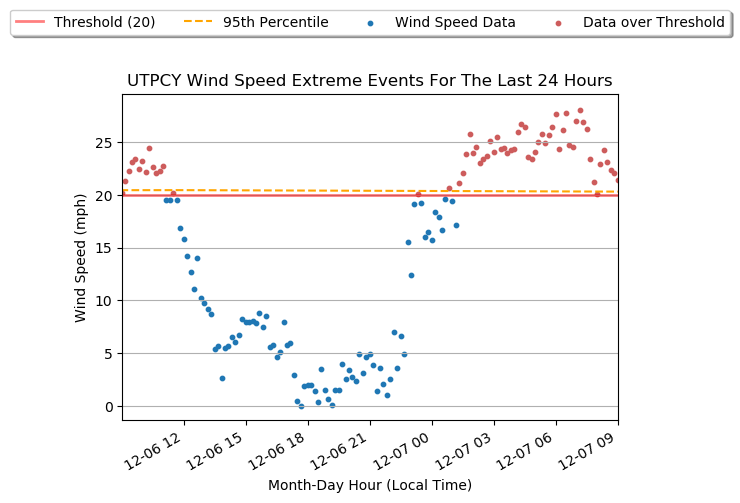 Threshold (20) 95th Percentile Wind Speed Data Data over Threshold
UTPCY Wind Speed Extreme Events For The Last 24 Hours
Wind Speed (mph)
25
20
15
10
5
0
12-06 12 12-06 15 12-06 18 12-06 21 12-07 00 12-07 03 12-07 06 12-07 09
Month-Day Hour (Local Time)